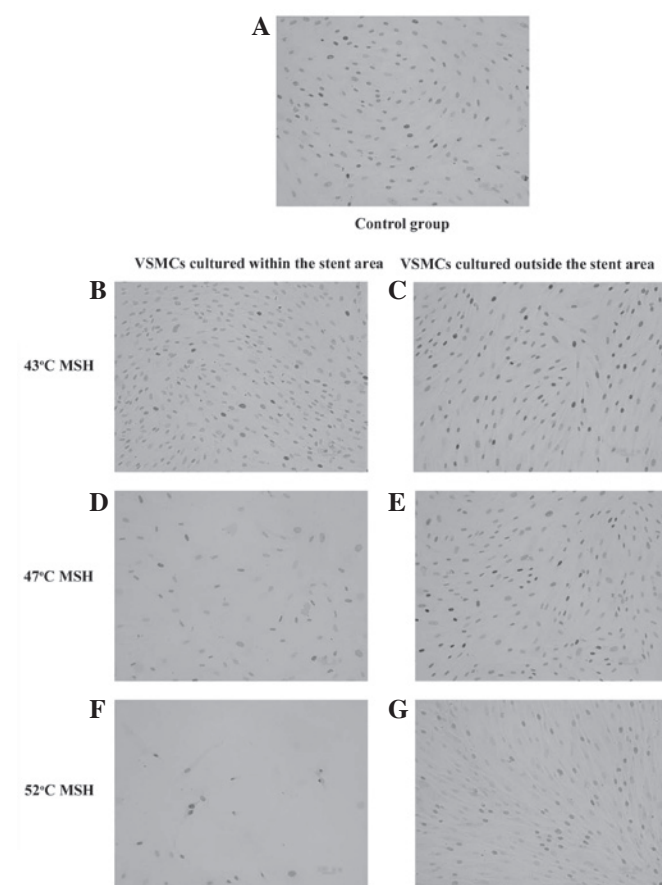 A
Control group
VSMCs cultured within the stent area VSMCs cultured outside the stent area
B C
43°C MSH
D E
47°C MSH
F G
52°C MSH